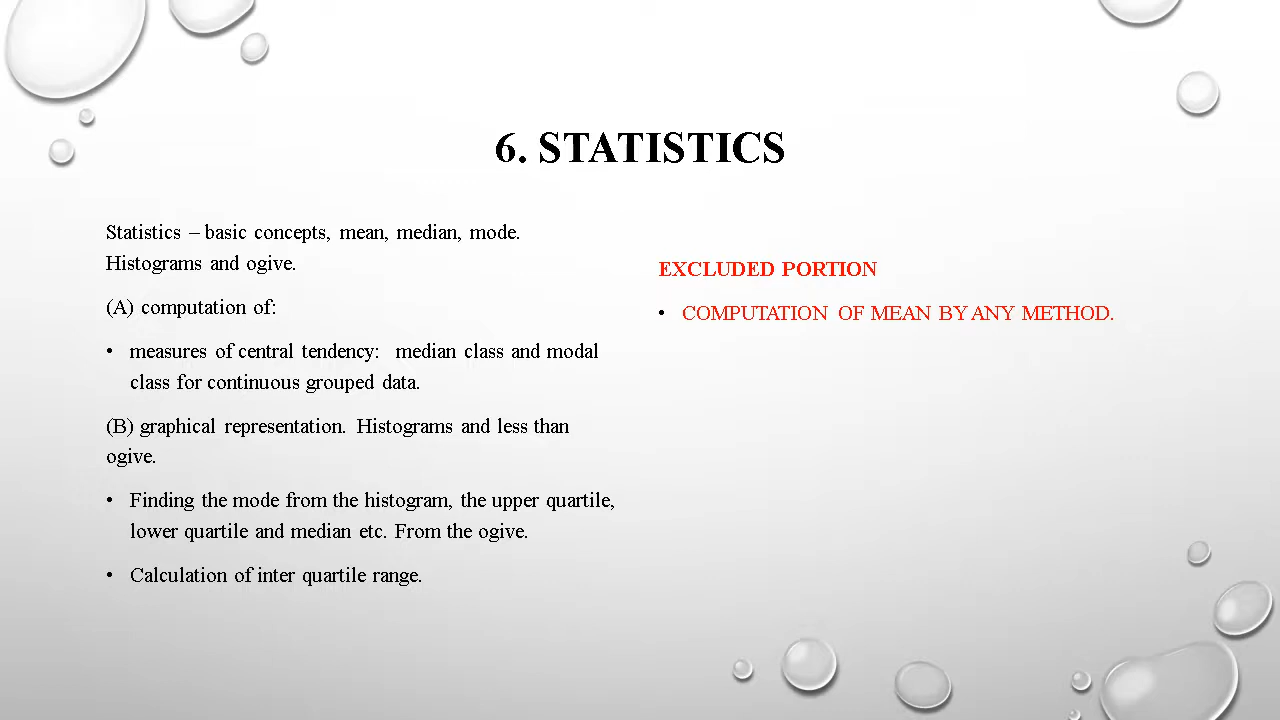 6. STATISTICS
Statistics – basic concepts, mean, median, mode.
Histograms and ogive.
(A) computation of:
• measures of central tendency: median class and modal
class for continuous grouped data.
(B) graphical representation. Histograms and less than
ogive.
• Finding the mode from the histogram, the upper quartile,
lower quartile and median etc. From the ogive.
• Calculation of inter quartile range.
EXCLUDED PORTION
• COMPUTATION OF MEAN BY ANY METHOD.